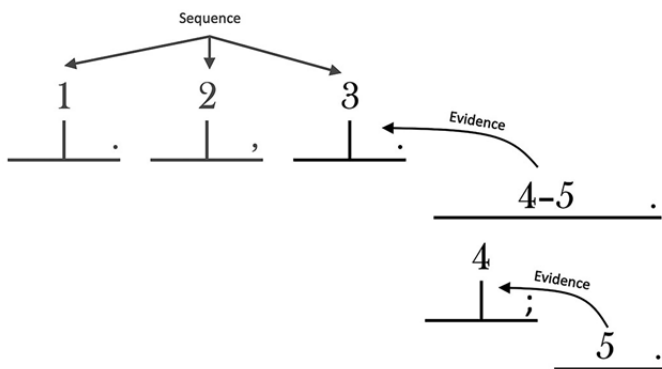 Sequence
1 2 3
. , .
Evidence
4-5 .
4
Evidence
;
5 .